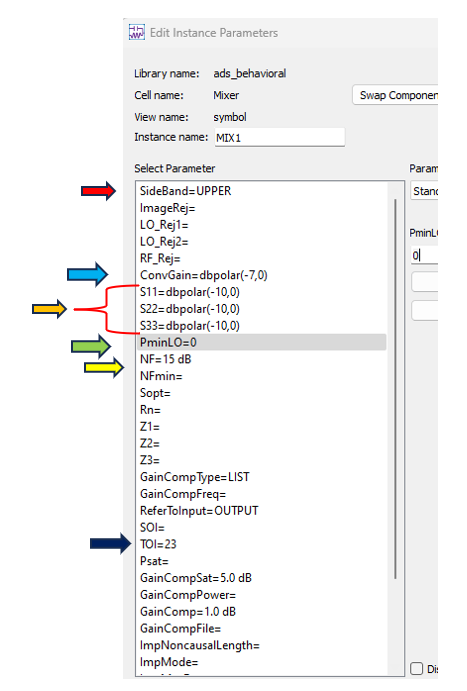 Edit Instance Parameters
Library name: ads_behavioral
Cell name: Mixer
Swap Componen
View name: symbol
Instance name: MIX1
Select Parameter
Param
SideBand=UPPER
Stand
ImageRej=
LO_Rej1=
LO_Rej2=
PminLO
RF_Rej=
0
ConvGain=dbpolar(-7,0)
S11=dbpolar(-10,0)
S22=dbpolar(-10,0)
S33=dbpolar(-10,0)
PminLO=0
NF=15 dB
NFmin=
Sopt=
Rn=
Z1=
Z2=
Z3=
GainCompType=LIST
GainCompFreq=
ReferToInput=OUTPUT
SOI=
TOI=23
Psat=
GainCompSat=5.0 dB
GainCompPower=
GainComp=1.0 dB
GainCompFile=
ImpNoncausalLength=
ImpMode=
Dis